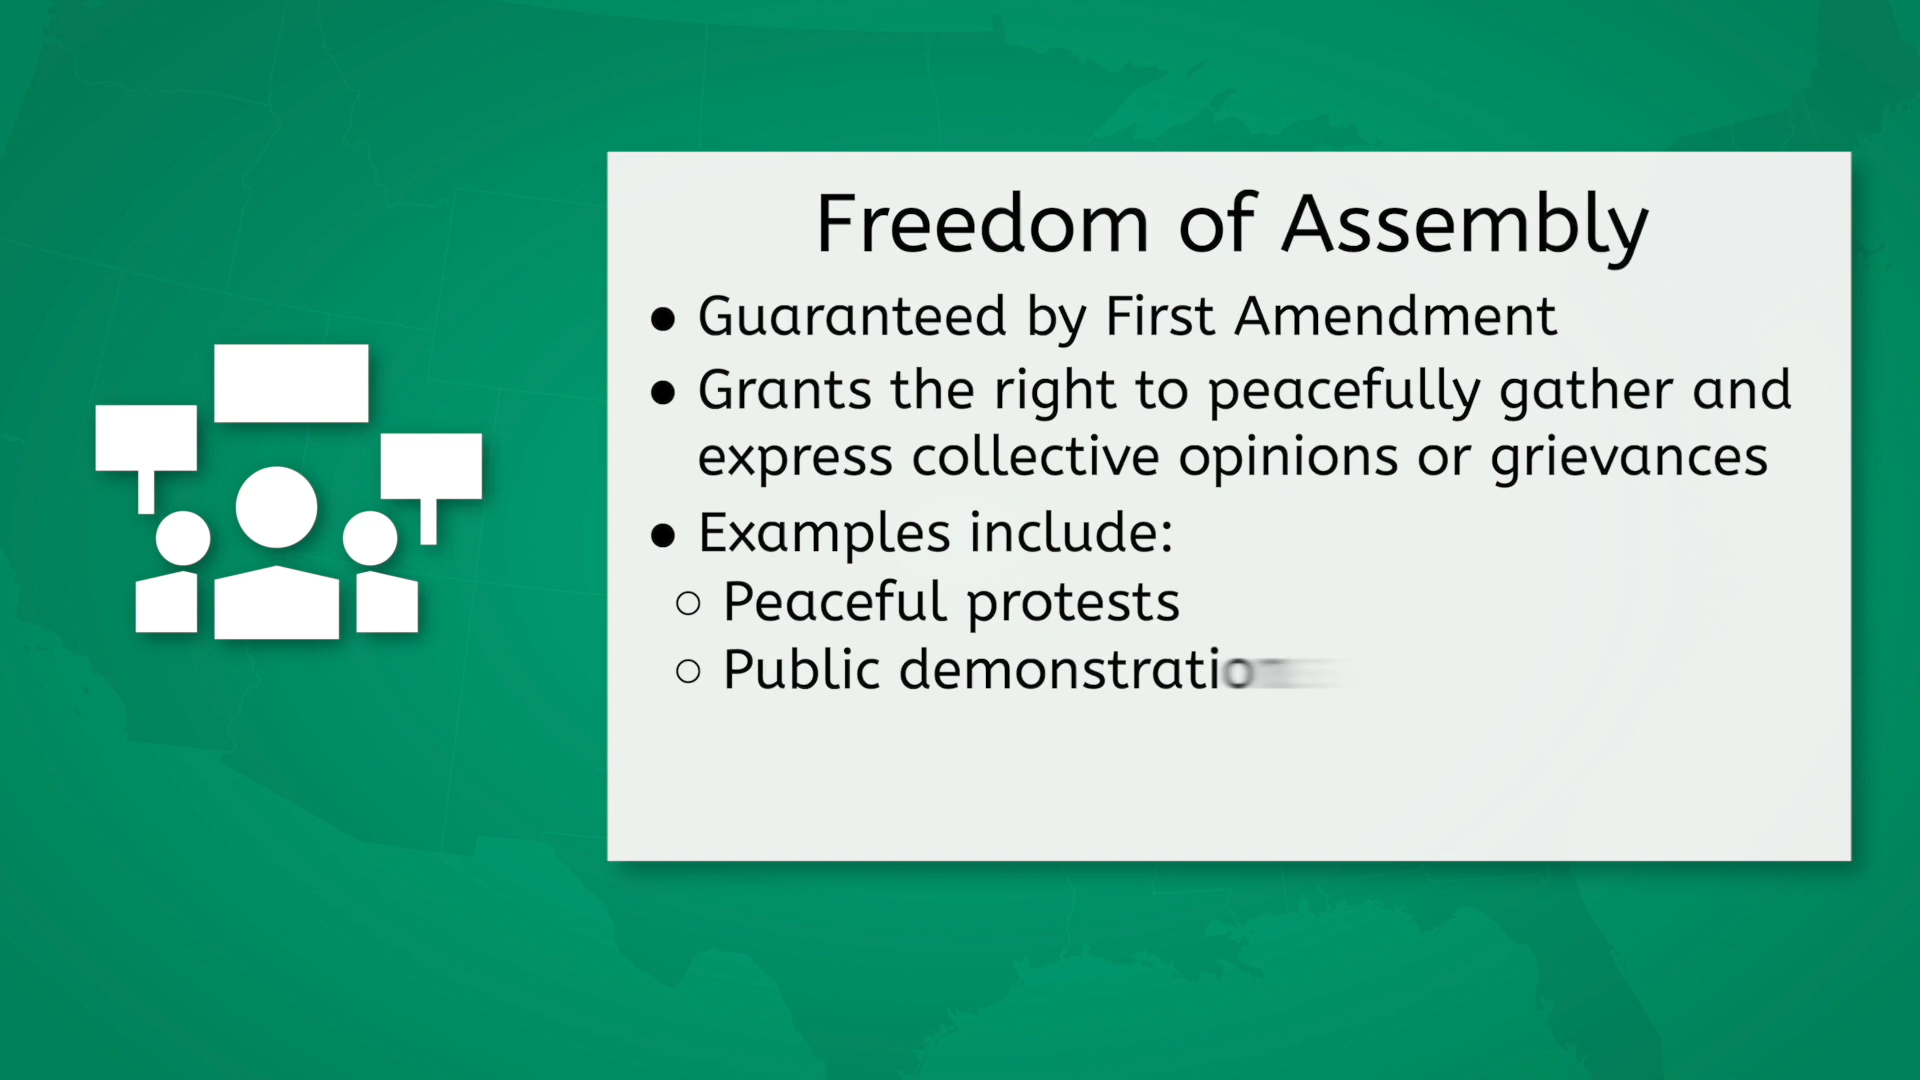 Freedom of Assembly
● Guaranteed by First Amendment
● Grants the right to peacefully gather and
express collective opinions or grievances
● Examples include:
○ Peaceful protests
○ Public demonstratio